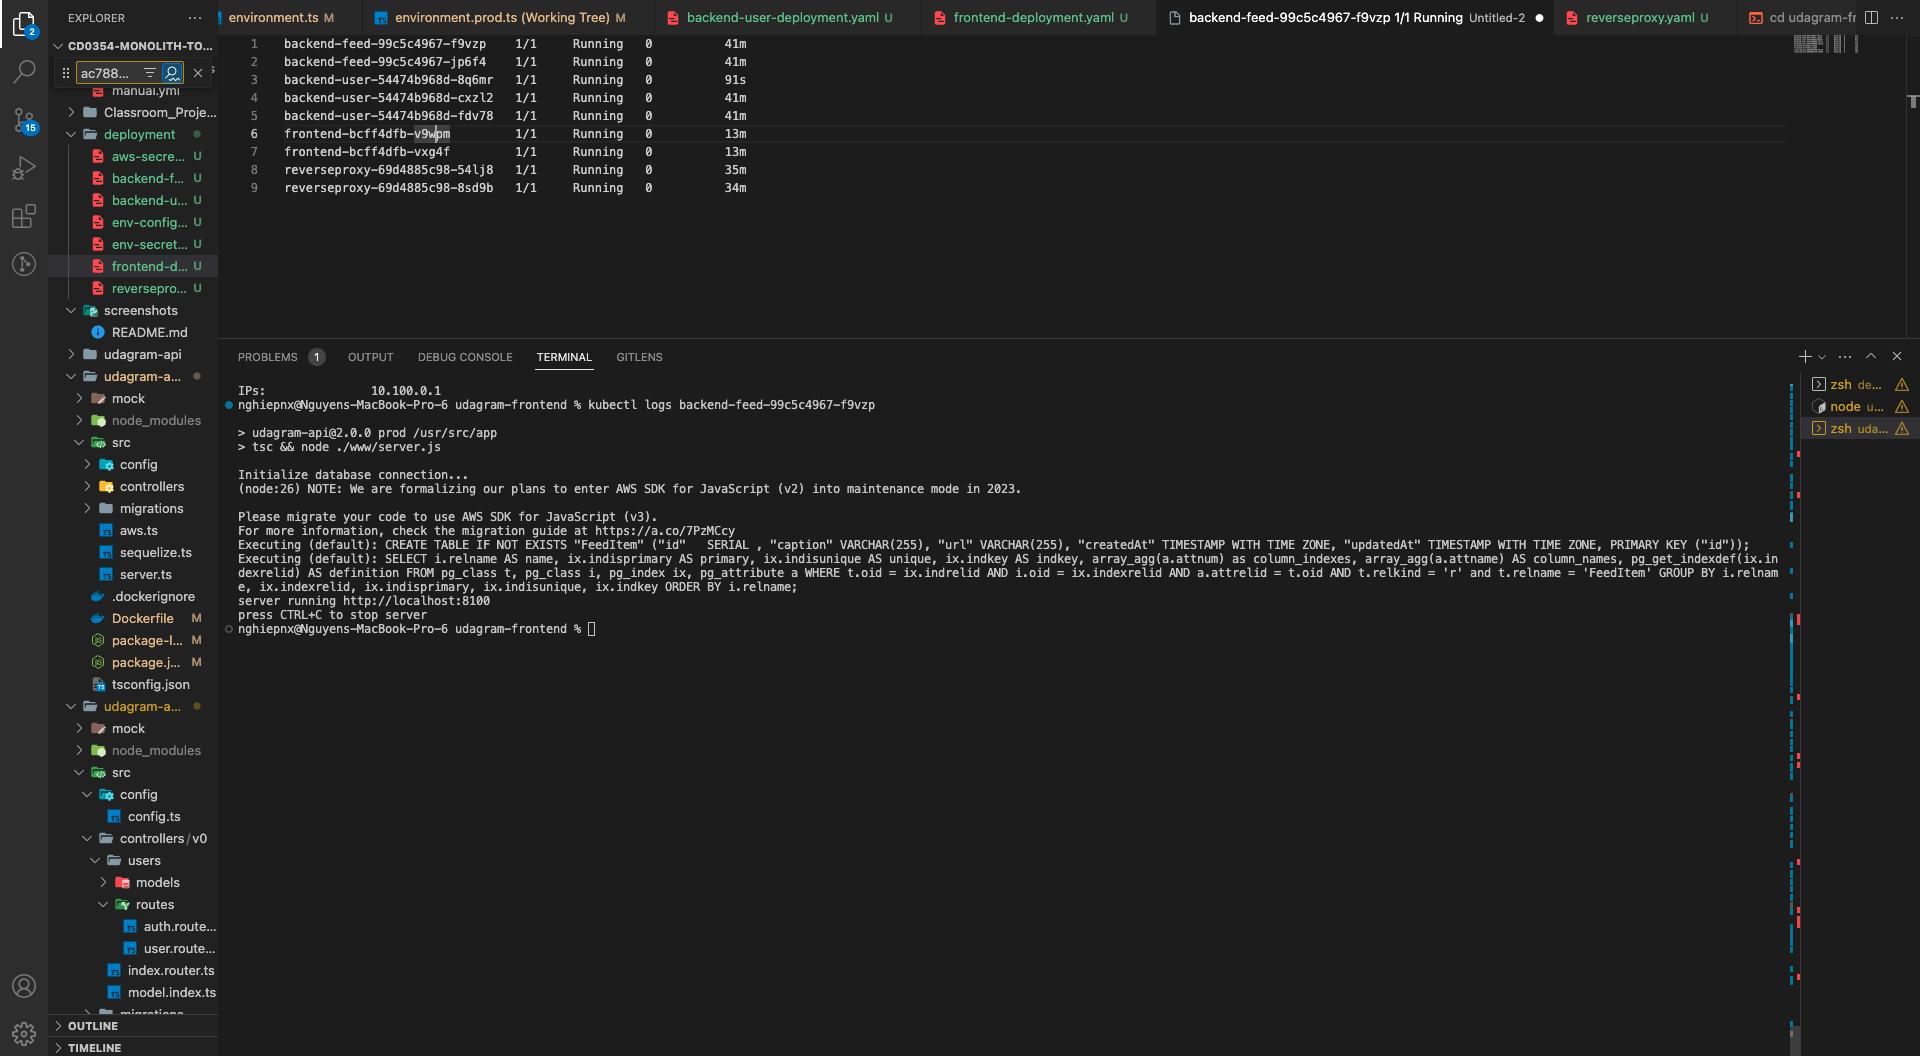 EXPLORER
CD0354-MONOLITH-TO...
ac788...
manual.yml
Classroom_Proje...
deployment
aws-secre... U
backend-f... U
backend-u... U
env-config... U
env-secret... U
frontend-d... U
reversepro... U
screenshots
README.md
udagram-api
udagram-a...
mock
node_modules
src
config
controllers
migrations
aws.ts
sequelize.ts
server.ts
.dockerignore
Dockerfile M
package-l... M
package.j... M
tsconfig.json
udagram-a...
mock
node_modules
src
config
config.ts
controllers/v0
users
models
routes
auth.route...
user.route...
index.router.ts
model.index.ts
migrations
OUTLINE
TIMELINE
2
15
environment.ts M
environment.prod.ts (Working Tree) M
backend-user-deployment.yaml U
frontend-deployment.yaml U
backend-feed-99c5c4967-f9vzp 1/1 Running Untitled-2
reverseproxy.yaml U
cd udagram-fr
1 backend-feed-99c5c4967-f9vzp 1/1 Running 0 41m
2 backend-feed-99c5c4967-jp6f4 1/1 Running 0 41m
3 backend-user-54474b968d-8q6mr 1/1 Running 0 91s
4 backend-user-54474b968d-cxzl2 1/1 Running 0 41m
5 backend-user-54474b968d-fdv78 1/1 Running 0 41m
6 frontend-bcff4dfb-v9wpm 1/1 Running 0 13m
7 frontend-bcff4dfb-vxg4f 1/1 Running 0 13m
8 reverseproxy-69d4885c98-54lj8 1/1 Running 0 35m
9 reverseproxy-69d4885c98-8sd9b 1/1 Running 0 34m
PROBLEMS 1 OUTPUT DEBUG CONSOLE TERMINAL GITLENS
IPs: 10.100.0.1
nghiepnx@Nguyens-MacBook-Pro-6 udagram-frontend % kubectl logs backend-feed-99c5c4967-f9vzp
> udagram-api@2.0.0 prod /usr/src/app
> tsc && node ./www/server.js
Initialize database connection...
(node:26) NOTE: We are formalizing our plans to enter AWS SDK for JavaScript (v2) into maintenance mode in 2023.
Please migrate your code to use AWS SDK for JavaScript (v3).
For more information, check the migration guide at https://a.co/7PzMCcy
Executing (default): CREATE TABLE IF NOT EXISTS "FeedItem" ("id"   SERIAL , "caption" VARCHAR(255), "url" VARCHAR(255), "createdAt" TIMESTAMP WITH TIME ZONE, "updatedAt" TIMESTAMP WITH TIME ZONE, PRIMARY KEY ("id"));
Executing (default): SELECT i.relname AS name, ix.indisprimary AS primary, ix.indisunique AS unique, ix.indkey AS indkey, array_agg(a.attnum) as column_indexes, array_agg(a.attname) AS column_names, pg_get_indexdef(ix.in
dexrelid) AS definition FROM pg_class t, pg_class i, pg_index ix, pg_attribute a WHERE t.oid = ix.indrelid AND i.oid = ix.indexrelid AND a.attrelid = t.oid AND t.relkind = 'r' and t.relname = 'FeedItem' GROUP BY i.relnam
e, ix.indexrelid, ix.indisprimary, ix.indisunique, ix.indkey ORDER BY i.relname;
server running http://localhost:8100
press CTRL+C to stop server
nghiepnx@Nguyens-MacBook-Pro-6 udagram-frontend %
zsh de...
node u...
zsh uda...